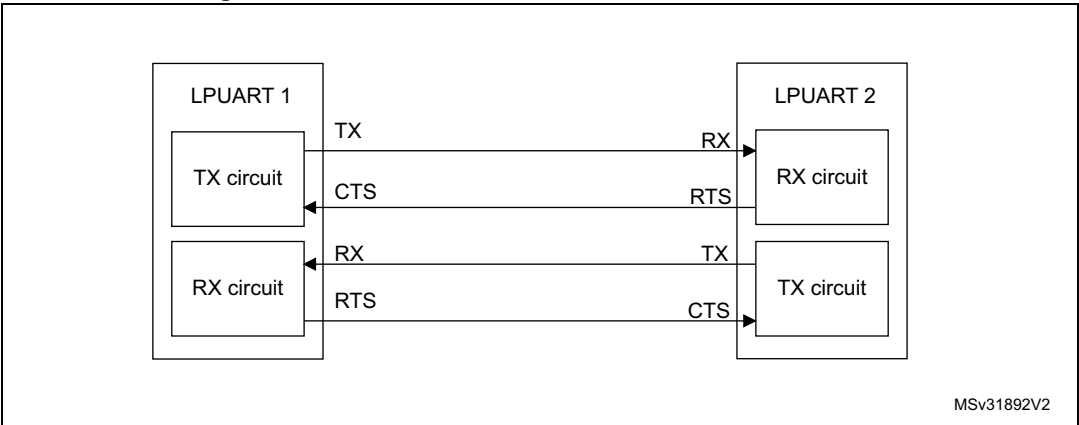 LPUART 1
LPUART 2
TX
RX
TX circuit
RX circuit
CTS
RTS
RX
TX
RX circuit
TX circuit
RTS
CTS
MSv31892V2